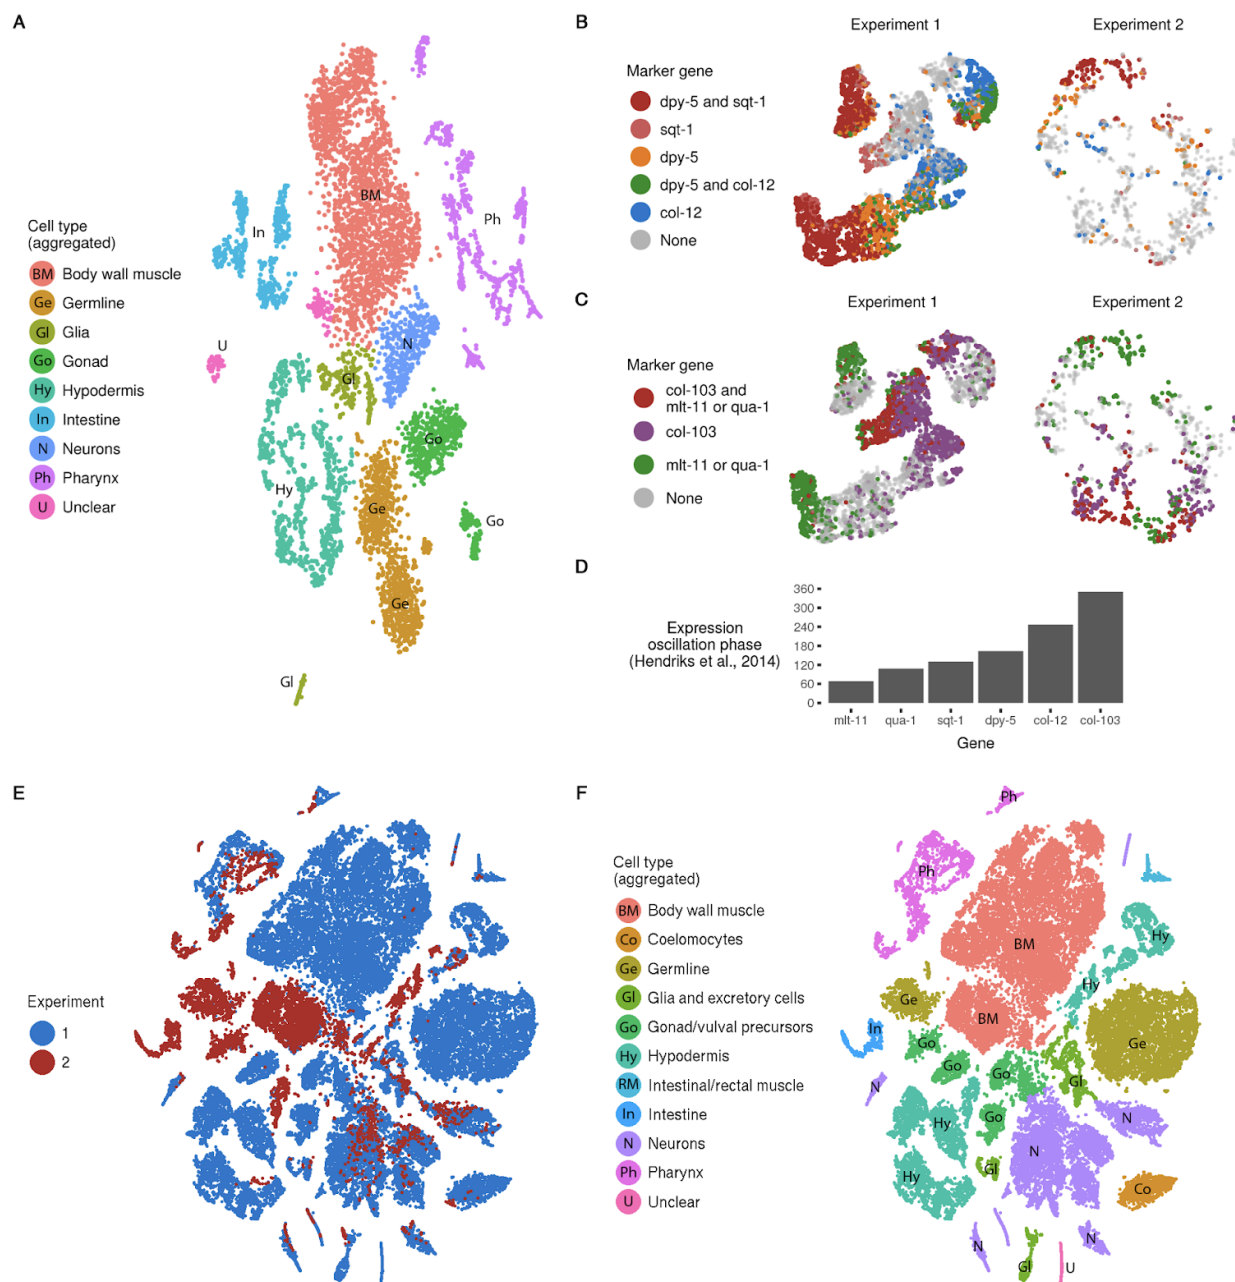 A
Cell type
(aggregated)
BM Body wall muscle
Ge Germline
Gl Glia
Go Gonad
Hy Hypodermis
In Intestine
N Neurons
Ph Pharynx
U Unclear
BM
Ph
In
U
N
Gl
Go
Hy
Ge
Go
Ge
Gl
B
Experiment 1
Experiment 2
Marker gene
dpy-5 and sqt-1
sqt-1
dpy-5
dpy-5 and col-12
col-12
None
C
Experiment 1
Experiment 2
Marker gene
col-103 and
mlt-11 or qua-1
col-103
mlt-11 or qua-1
None
D
Expression
oscillation phase
(Hendriks et al., 2014)
360
300
240
180
120
60
0
mlt-11 qua-1 sqt-1 dpy-5 col-12 col-103
Gene
E
Experiment
1
2
F
Cell type
(aggregated)
BM Body wall muscle
Co Coelomocytes
Ge Germline
Gl Glia and excretory cells
Go Gonad/vulval precursors
Hy Hypodermis
RM Intestinal/rectal muscle
In Intestine
N Neurons
Ph Pharynx
U Unclear
Ph
Ph
BM
Hy
Hy
Ge
BM
In
Go
Ge
Go
Go
Gl
N
Go
N
Hy
N
Gl
Hy
Co
N
N
Gl
U